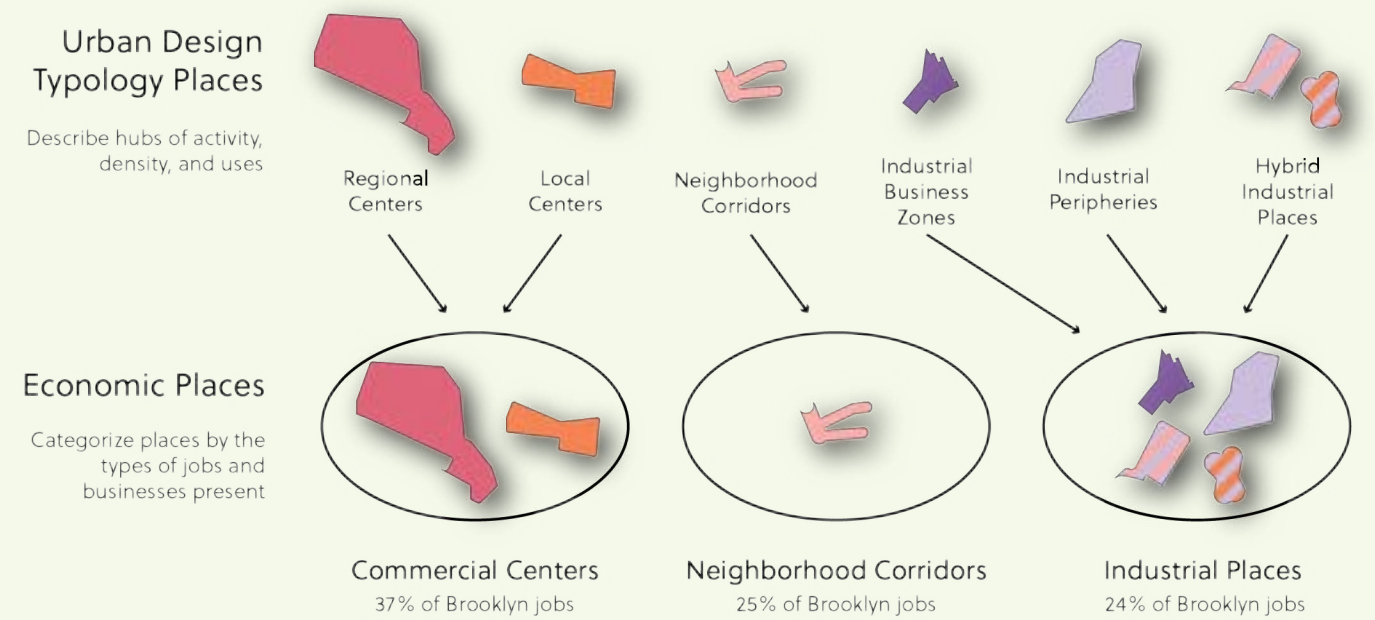 Urban Design
Typology Places
Describe hubs of activity,
density, and uses
Regional
Centers
Local
Centers
Neighborhood
Corridors
Industrial
Business
Zones
Industrial
Peripheries
Hybrid
Industrial
Places
Economic Places
Categorize places by the
types of jobs and
businesses present
Commercial Centers
37% of Brooklyn jobs
Neighborhood Corridors
25% of Brooklyn jobs
Industrial Places
24% of Brooklyn jobs